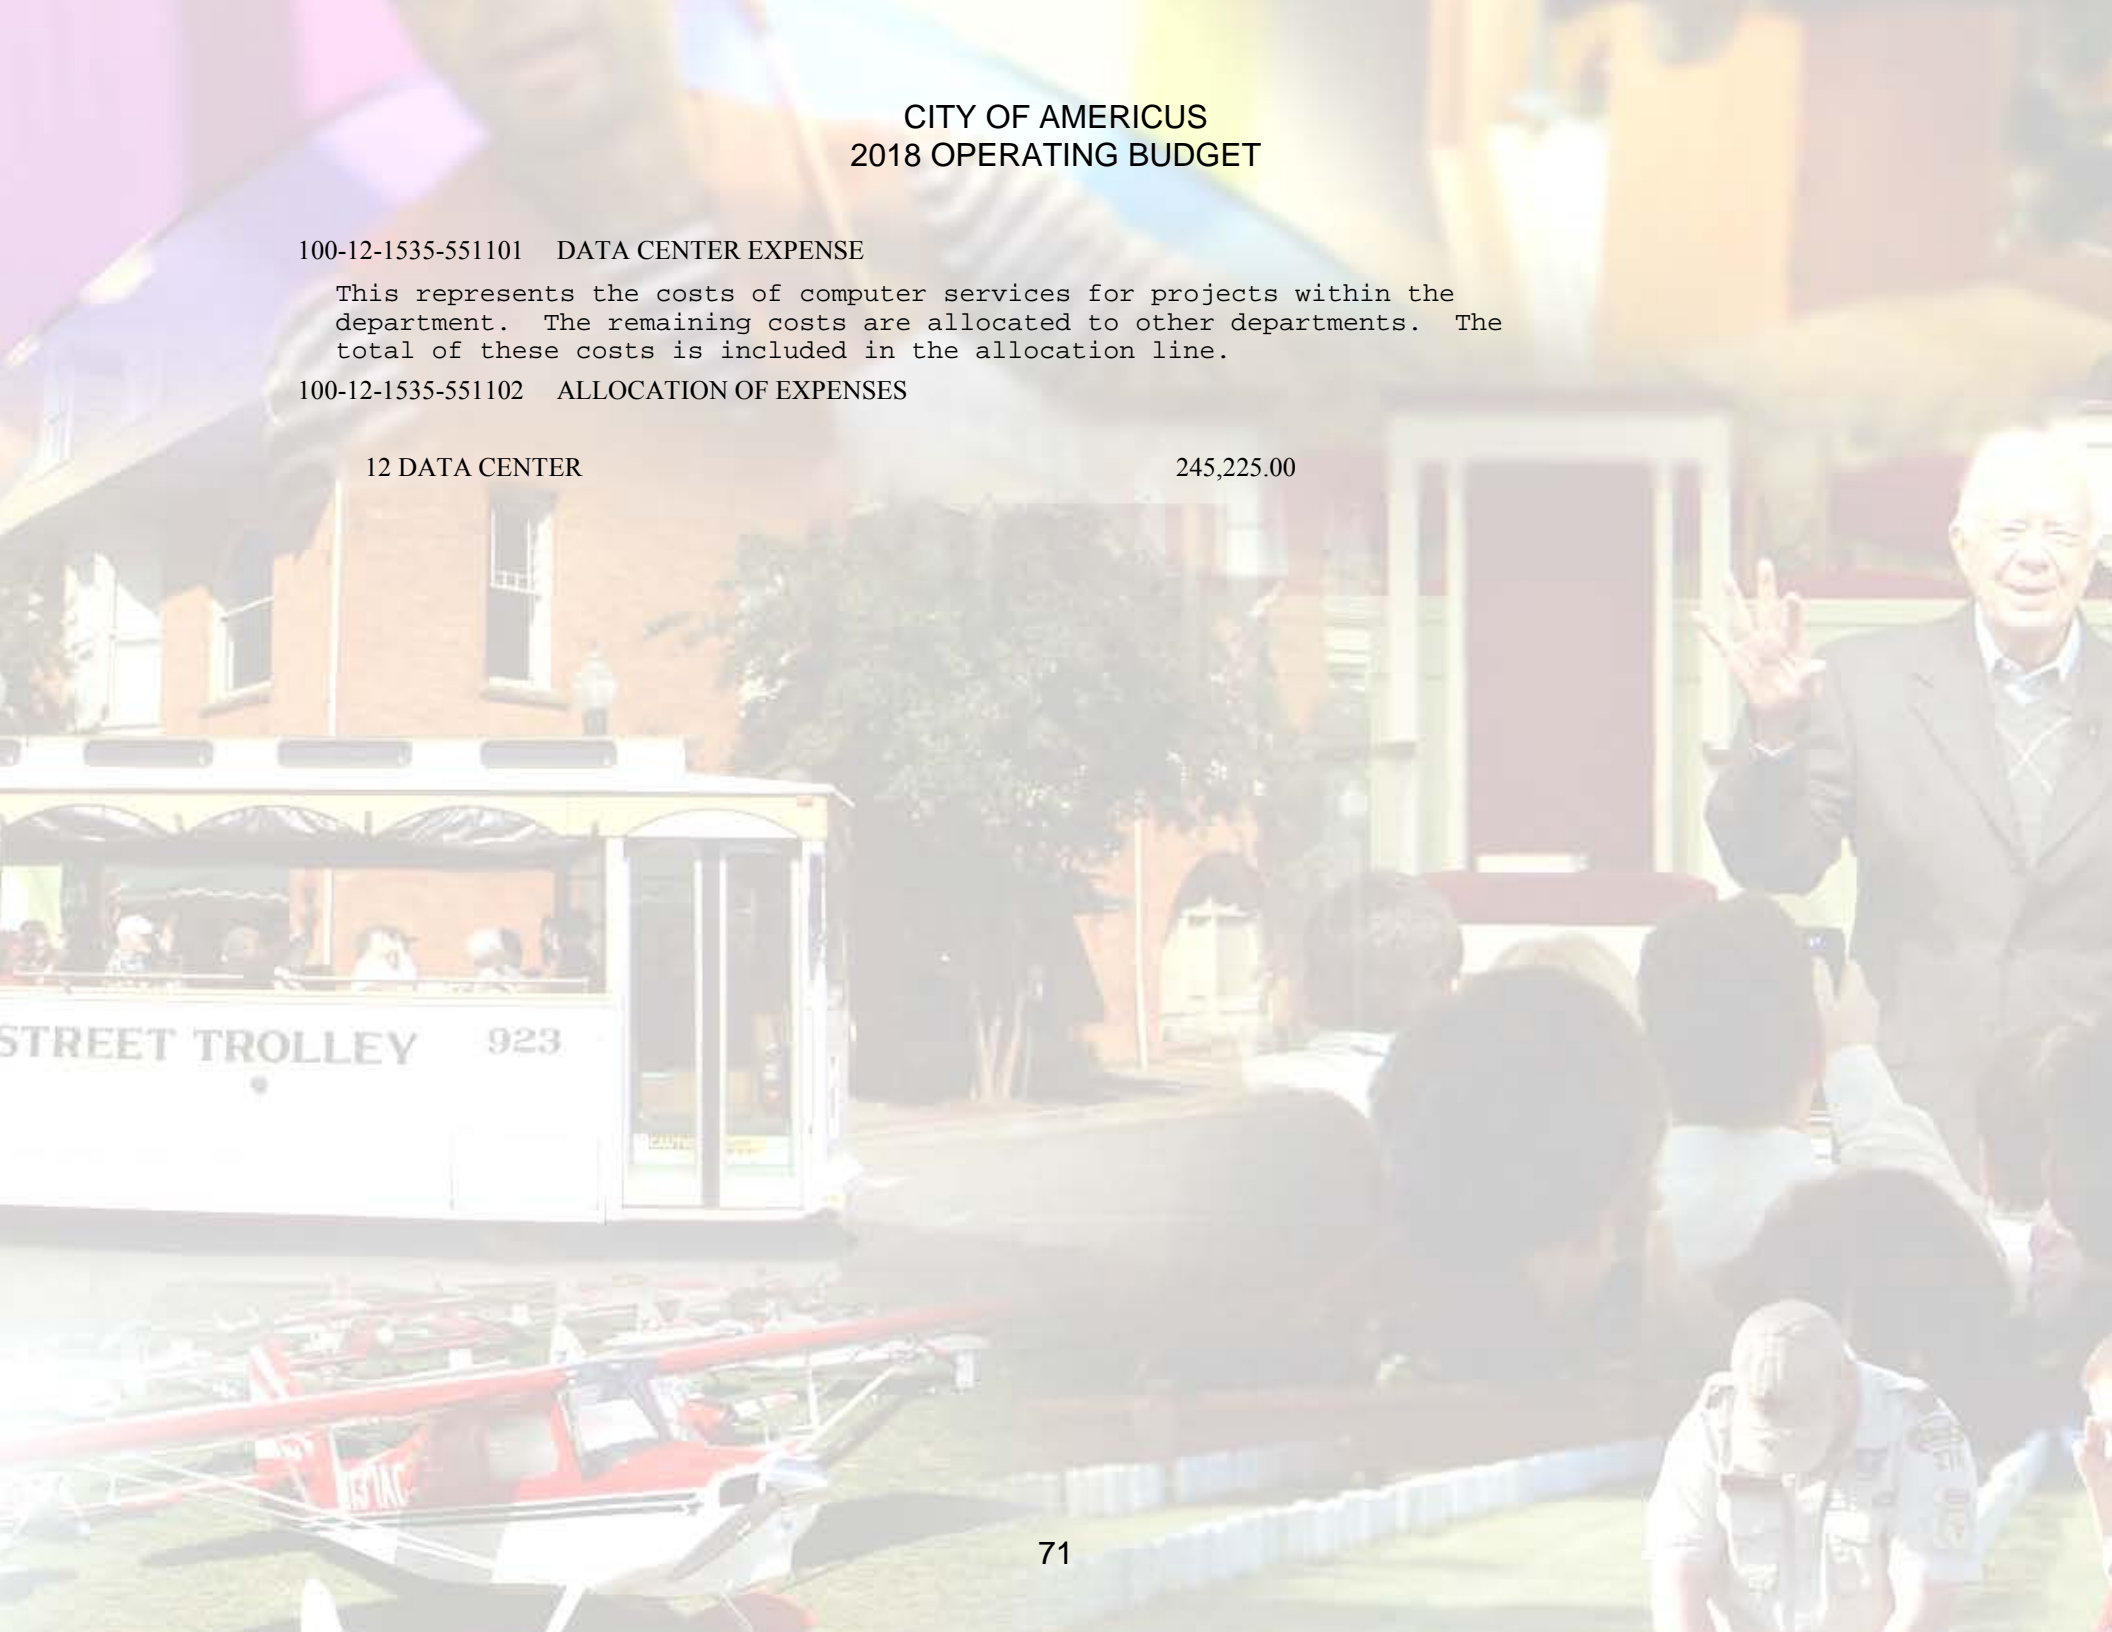 CITY OF AMERICUS
2018 OPERATING BUDGET
100-12-1535-551101 DATA CENTER EXPENSE
This represents the costs of computer services for projects within the
department. The remaining costs are allocated to other departments. The
total of these costs is included in the allocation line.
100-12-1535-551102 ALLOCATION OF EXPENSES
12 DATA CENTER 245,225.00
STREET TROLLEY 923
71